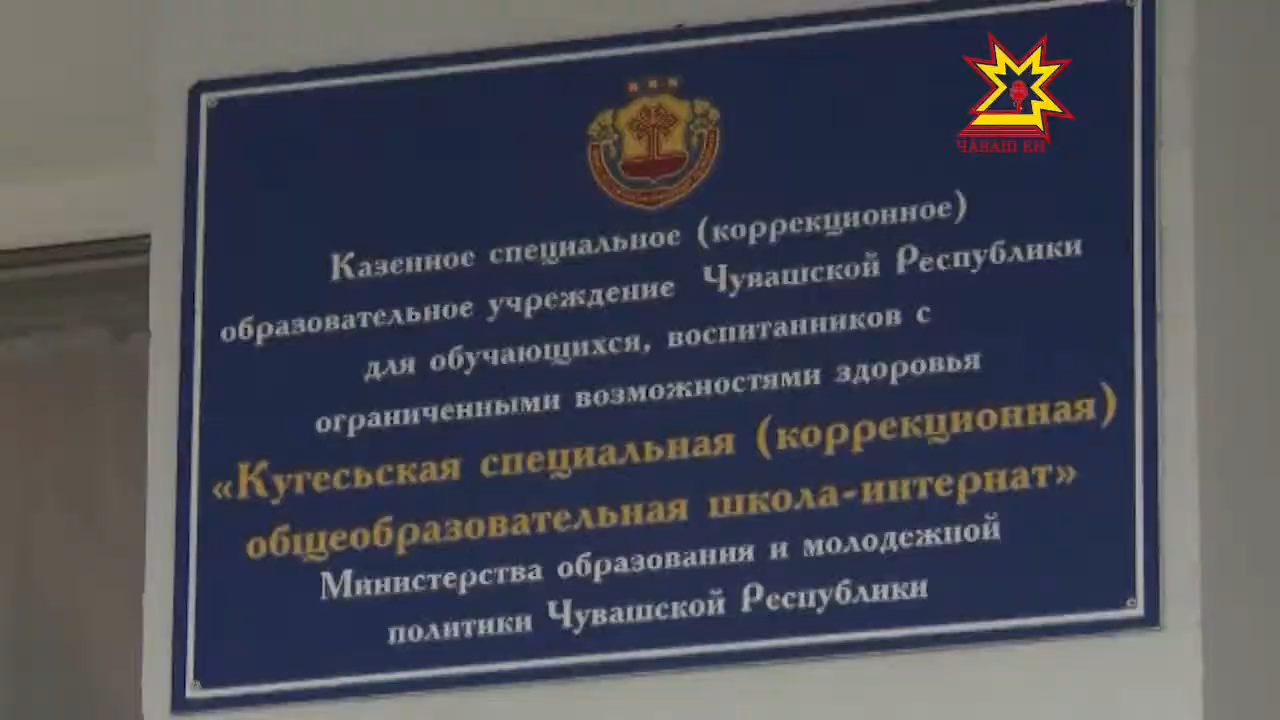 ЧӐВАШ ЕН
Казенное специальное (коррекционное)
образовательное учреждение Чувашской Республики
для обучающихся, воспитанников с
ограниченными возможностями здоровья
«Кугесьская специальная (коррекционная)
общеобразовательная школа-интернат»
Министерства образования и молодежной
политики Чувашской Республики